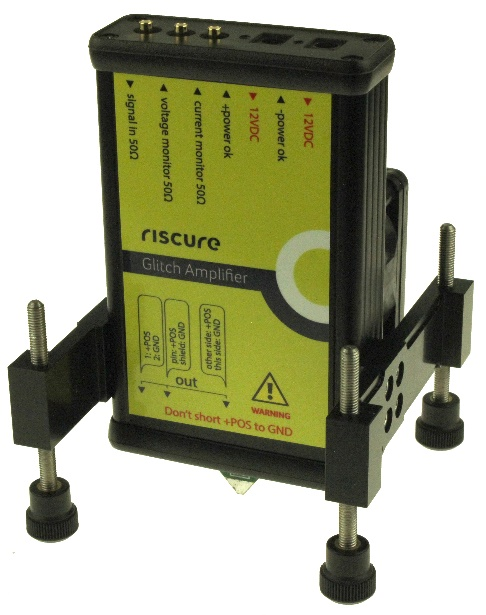 signal in 50Ω
voltage monitor 50Ω
current monitor 50Ω
+power ok
12VDC
-power ok
12VDC
riscure
Glitch Amplifier
1: +POS
2: GND
pin: +POS
shield: GND
other side: +POS
this side: GND
out
WARNING
Don't short +POS to GND